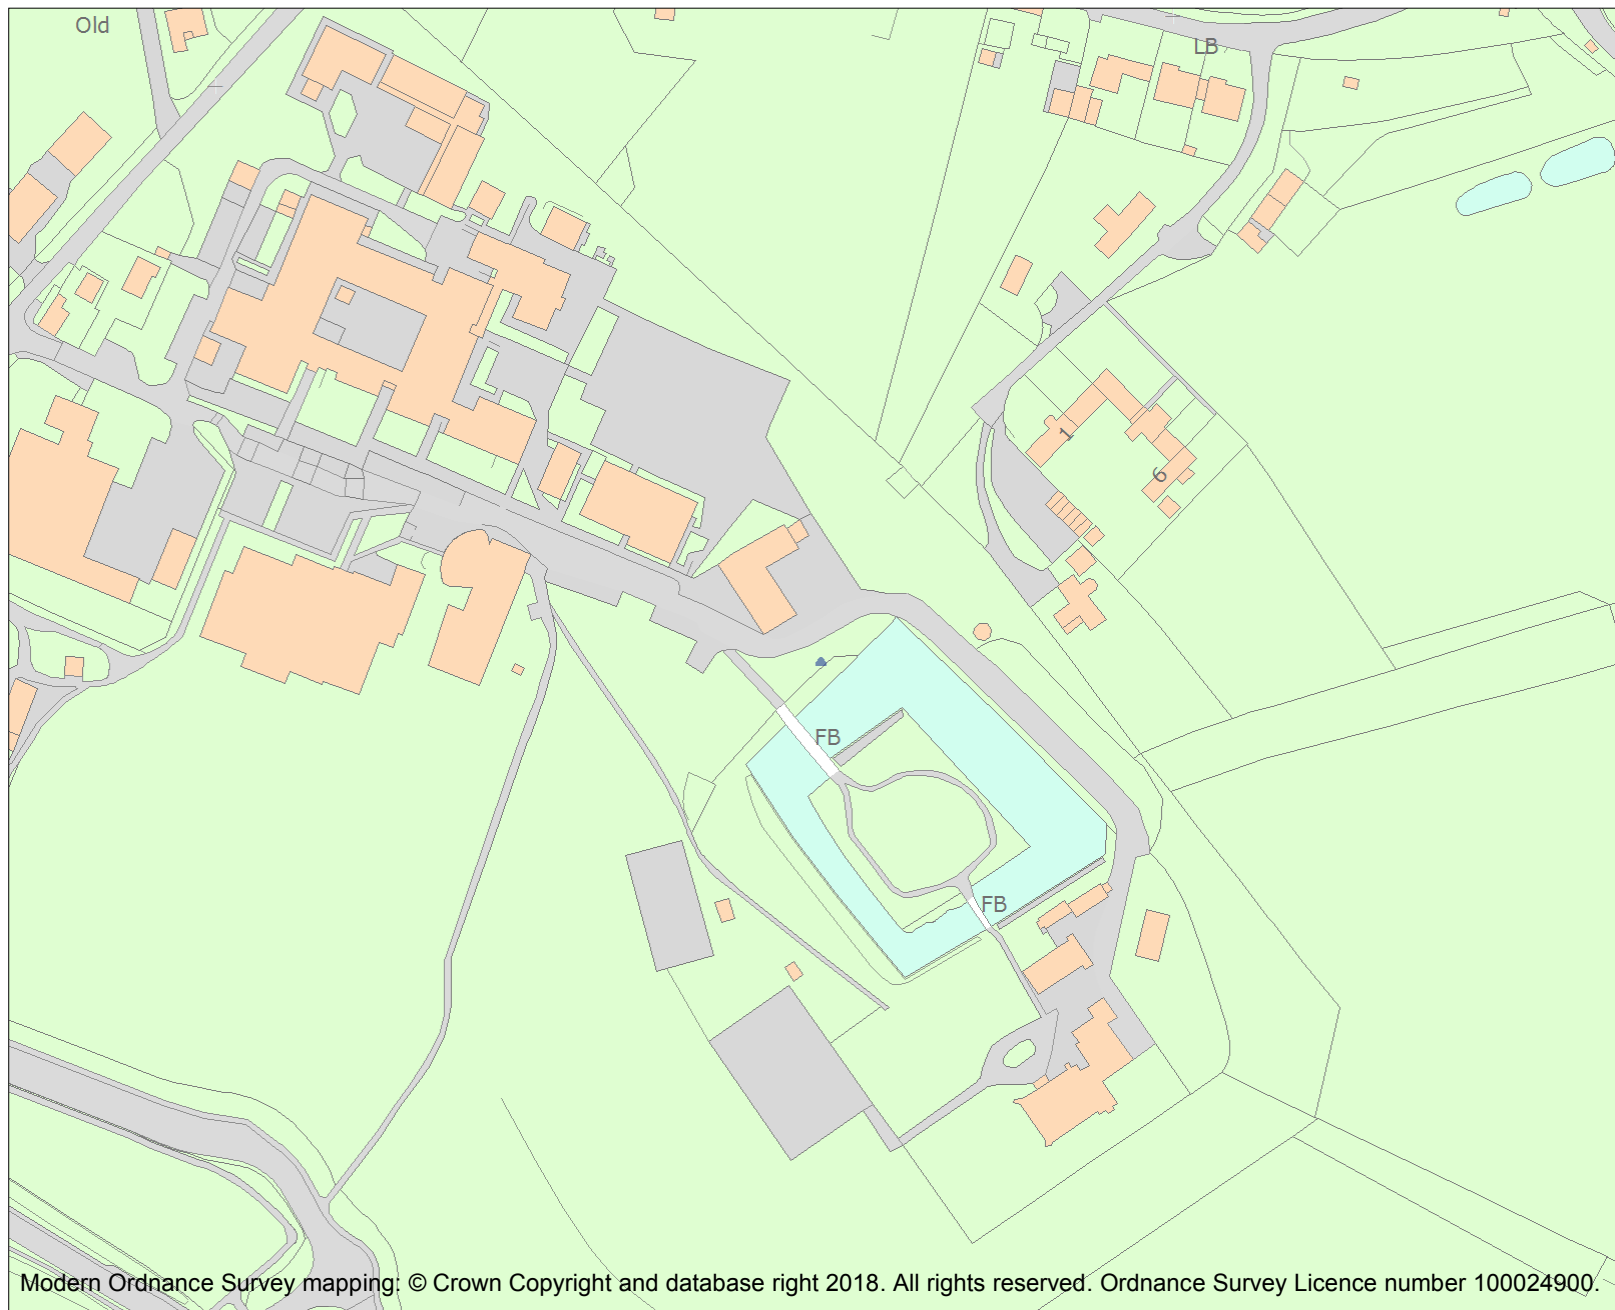 Old
LB
1
6
FB
FB
Modern Ordnance Survey mapping: © Crown Copyright and database right 2018. All rights reserved. Ordnance Survey Licence number 100024900.